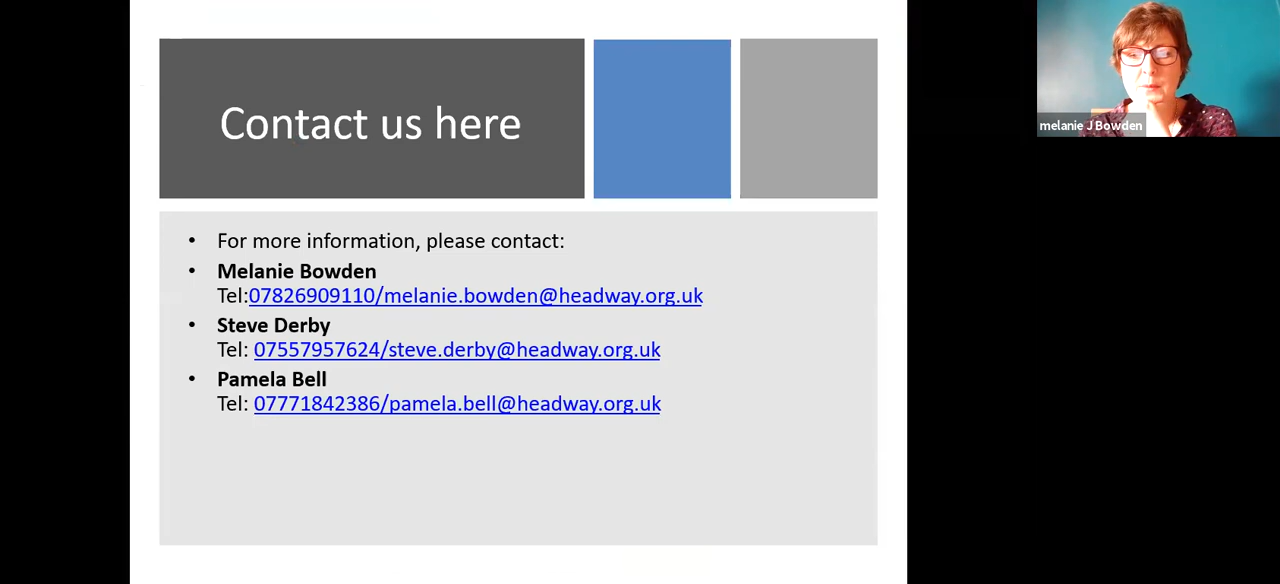 Contact us here
• For more information, please contact:
• Melanie Bowden
Tel:07826909110/melanie.bowden@headway.org.uk
• Steve Derby
Tel: 07557957624/steve.derby@headway.org.uk
• Pamela Bell
Tel: 07771842386/pamela.bell@headway.org.uk
melanie J Bowden